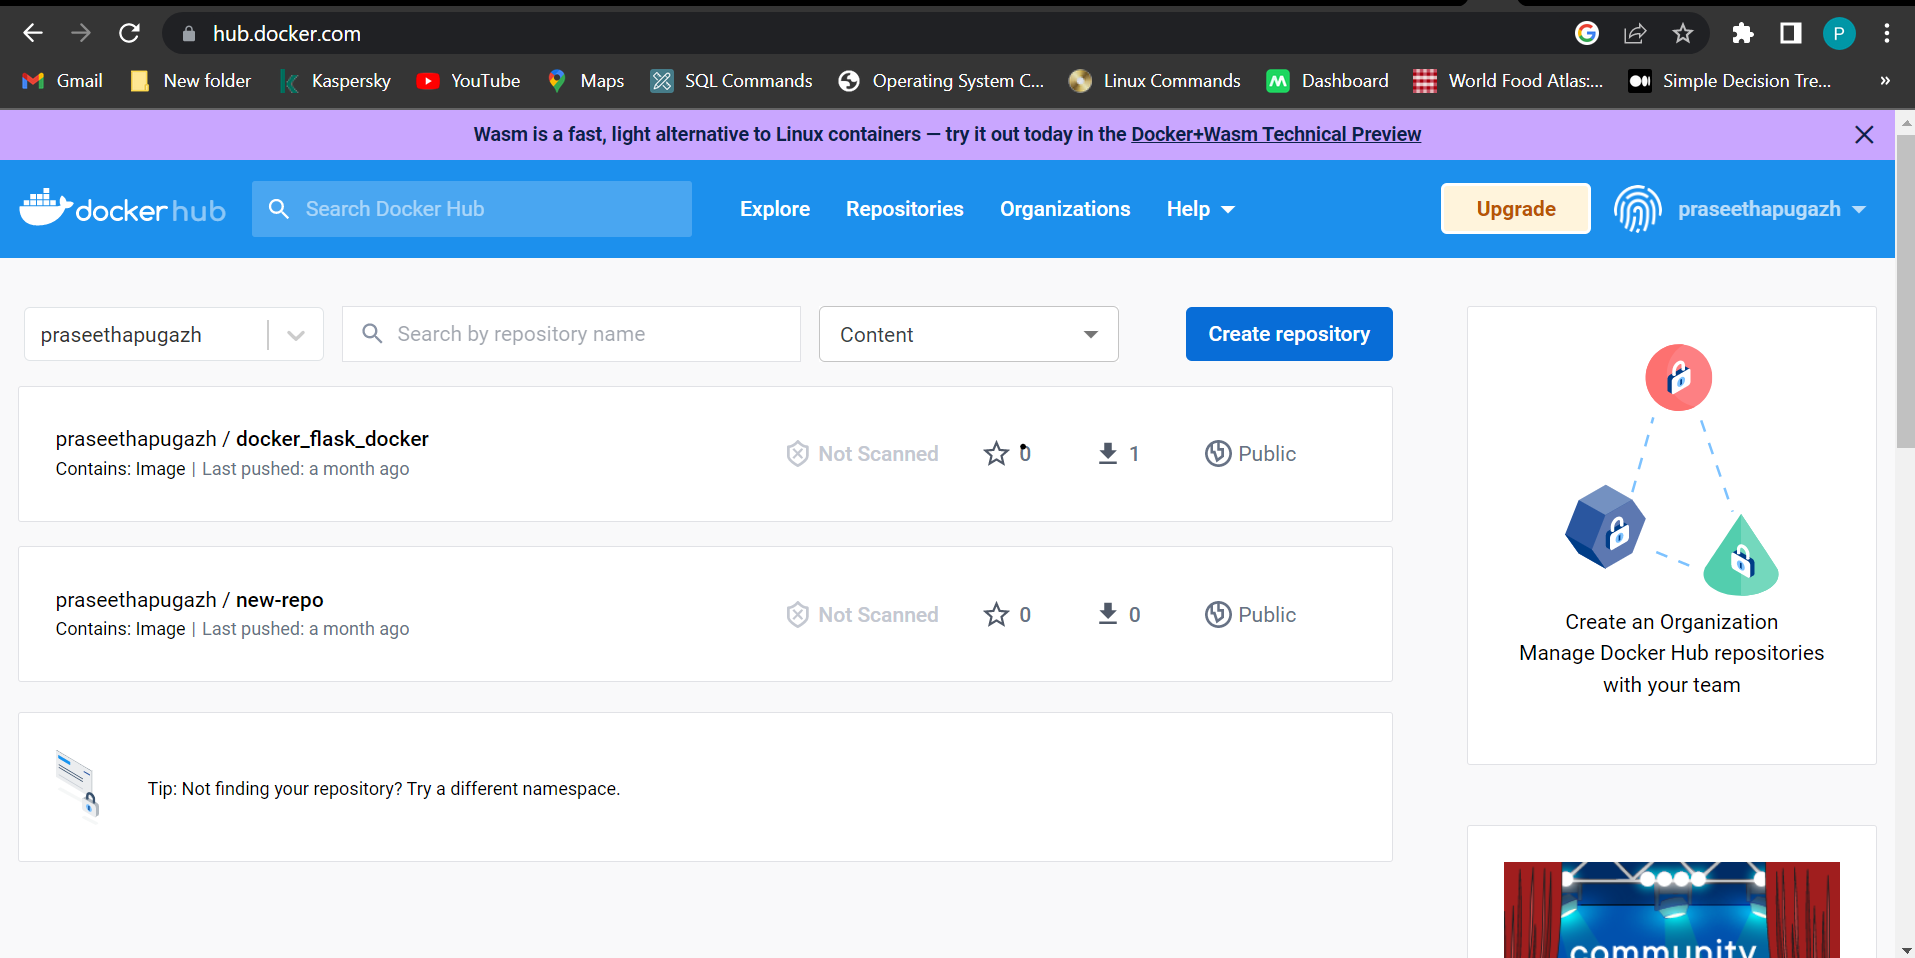 hub.docker.com
P
Gmail New folder Kaspersky YouTube Maps SQL Commands Operating System C... Linux Commands Dashboard World Food Atlas:... Simple Decision Tre... »
Wasm is a fast, light alternative to Linux containers — try it out today in the Docker+Wasm Technical Preview
docker hub Search Docker Hub Explore Repositories Organizations Help Upgrade praseethapugazh
praseethapugazh Search by repository name Content Create repository
praseethapugazh / docker_flask_docker
Contains: Image | Last pushed: a month ago
Not Scanned 0 1 Public
praseethapugazh / new-repo
Contains: Image | Last pushed: a month ago
Not Scanned 0 0 Public
Tip: Not finding your repository? Try a different namespace.
Create an Organization
Manage Docker Hub repositories
with your team
community